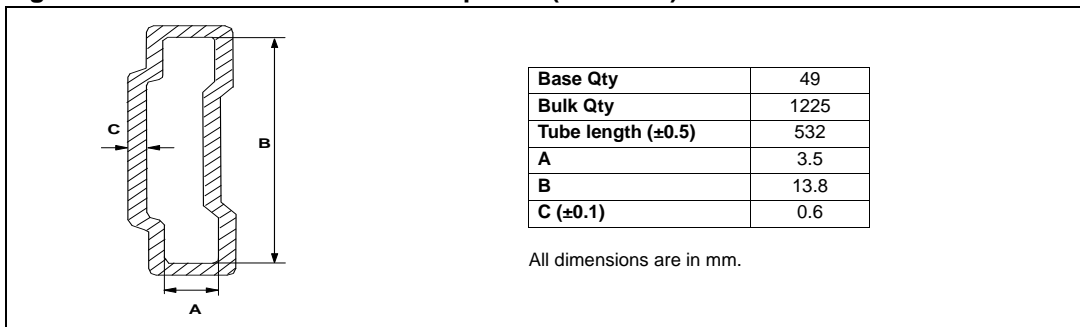 C
B
A
Base Qty 49
Bulk Qty 1225
Tube length (±0.5) 532
A 3.5
B 13.8
C (±0.1) 0.6
All dimensions are in mm.